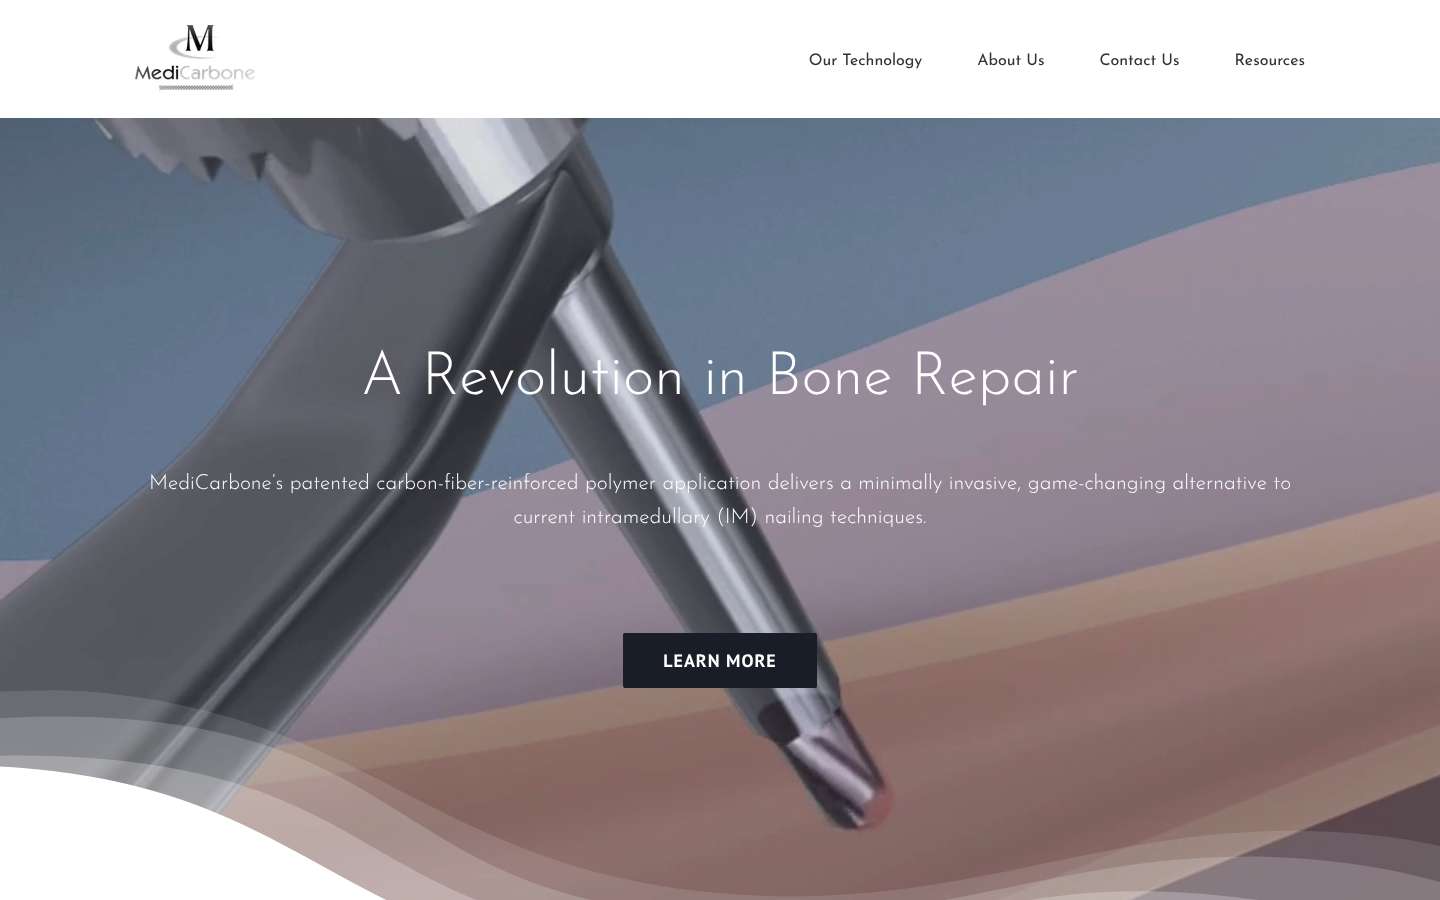 M
MediCarbone
Our Technology
About Us
Contact Us
Resources
A Revolution in Bone Repair
MediCarbone's patented carbon-fiber-reinforced polymer application delivers a minimally invasive, game-changing alternative to
current intramedullary (IM) nailing techniques.
LEARN MORE